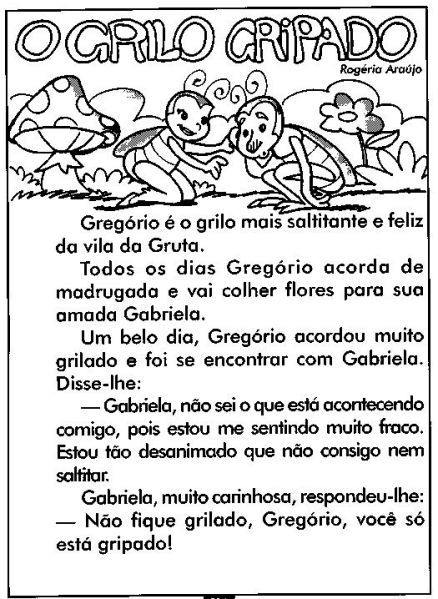 O GRILO GRIPADO
Rogéria Araújo
Gregório é o grilo mais saltitante e feliz
da vila da Gruta.
Todos os dias Gregório acorda de
madrugada e vai colher flores para sua
amada Gabriela.
Um belo dia, Gregório acordou muito
grilado e foi se encontrar com Gabriela.
Disse-lhe:
— Gabriela, não sei o que está acontecendo
comigo, pois estou me sentindo muito fraco.
Estou tão desanimado que não consigo nem
saltitar.
Gabriela, muito carinhosa, respondeu-lhe:
— Não fique grilado, Gregório, você só
está gripado!